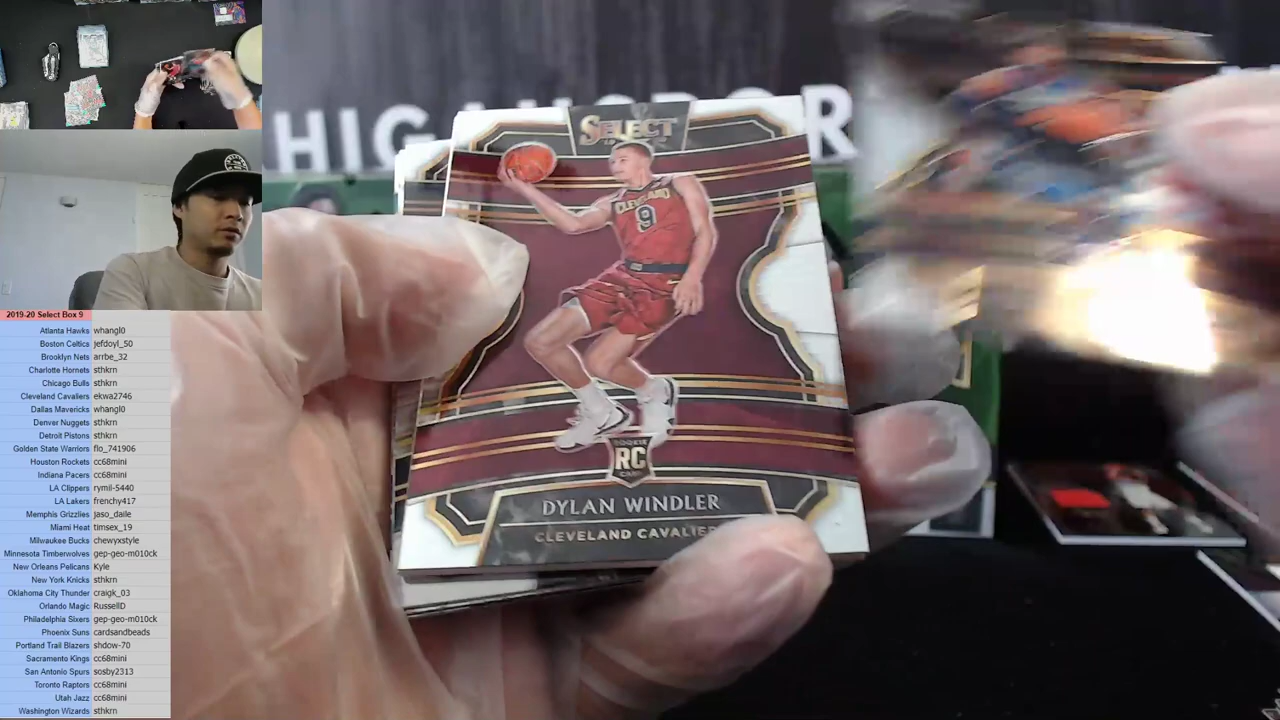 HIG
R
SELECT
CLEVELAND
9
ROOKIE
RC
CARD
DYLAN WINDLER
CLEVELAND CAVALIER
2019-20 Select Box 9
Atlanta Hawks whangl0
Boston Celtics jefdoyl_50
Brooklyn Nets arrbe_32
Charlotte Hornets sthkrn
Chicago Bulls sthkrn
Cleveland Cavaliers ekwa2746
Dallas Mavericks whangl0
Denver Nuggets sthkrn
Detroit Pistons sthkrn
Golden State Warriors flo_741906
Houston Rockets cc68mini
Indiana Pacers cc68mini
LA Clippers rymil-5440
LA Lakers frenchy417
Memphis Grizzlies jaso_daile
Miami Heat timsex_19
Milwaukee Bucks chewyxstyle
Minnesota Timberwolves gep-geo-m010ck
New Orleans Pelicans Kyle
New York Knicks sthkrn
Oklahoma City Thunder craigk_03
Orlando Magic RussellD
Philadelphia Sixers gep-geo-m010ck
Phoenix Suns cardsandbeads
Portland Trail Blazers shdow-70
Sacramento Kings cc68mini
San Antonio Spurs sosby2313
Toronto Raptors cc68mini
Utah Jazz cc68mini
Washington Wizards sthkrn